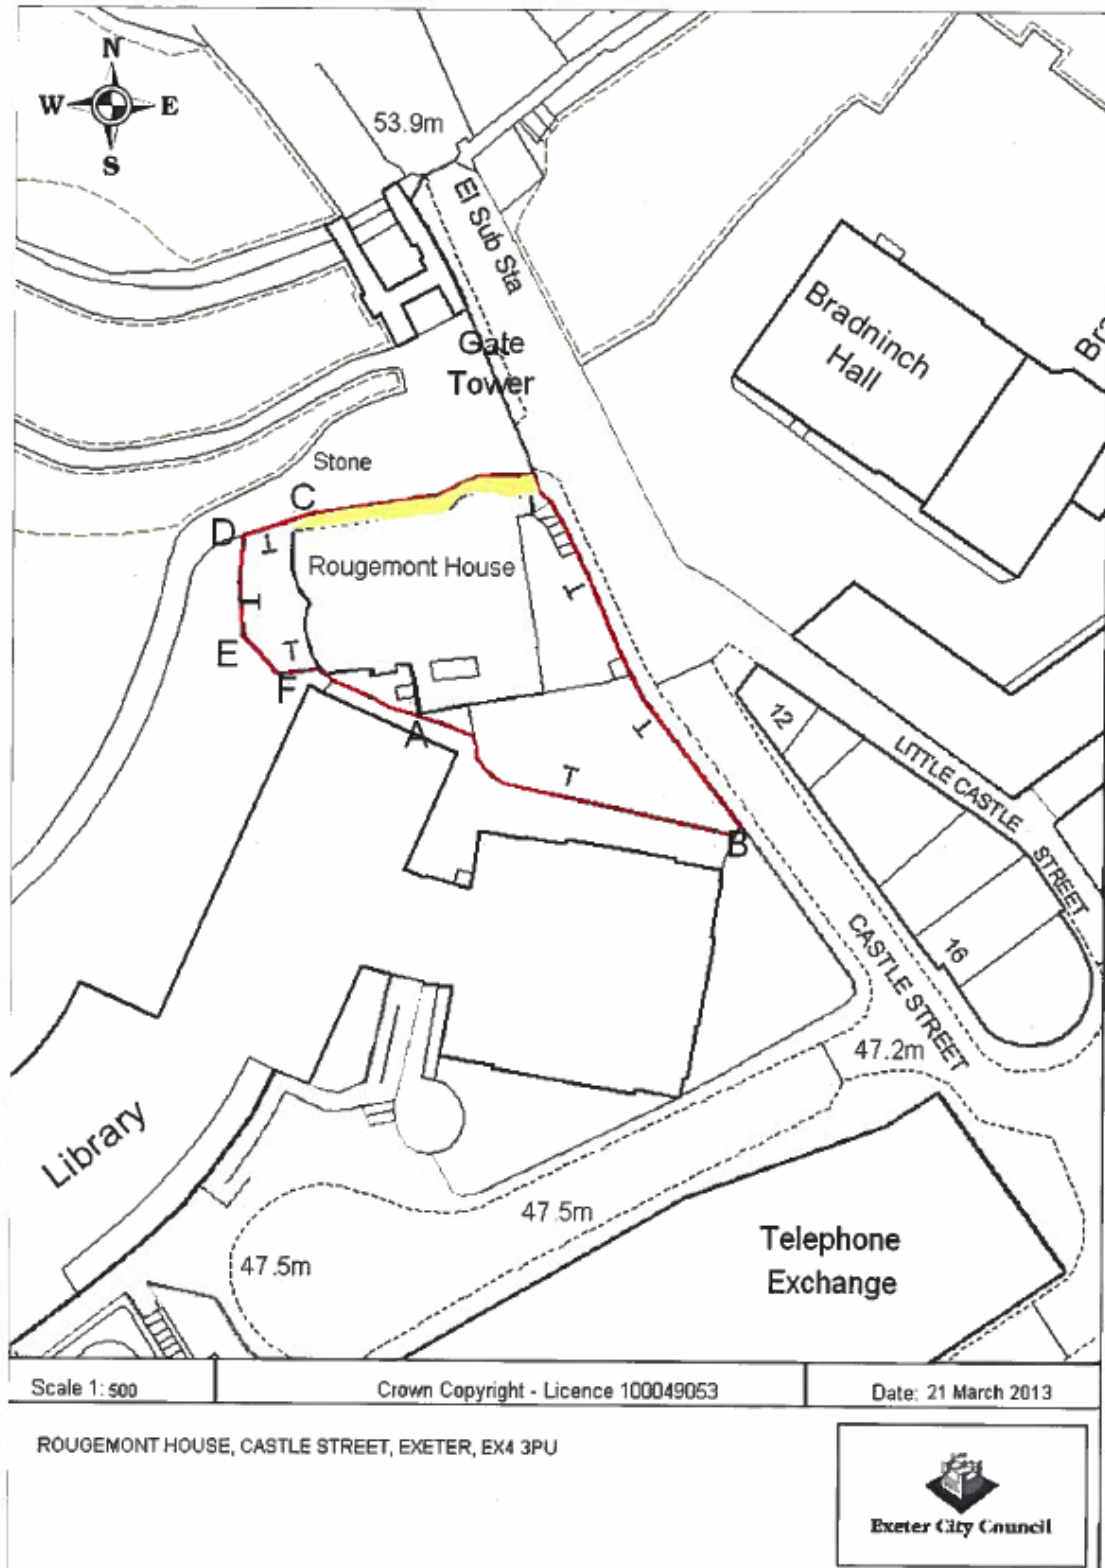 N
W E
S
53.9m
El Sub Sta
Gate
Tower
Bradninch
Hall
Stone
C
D
T
Rougemont House
T
T
E
T
F
A
T
T
B
12
LITTLE CASTLE
STREET
16
CASTLE STREET
47.2m
Library
47.5m
47.5m
Telephone
Exchange
Scale 1: 500
Crown Copyright - Licence 100049053
Date: 21 March 2013
ROUGEMONT HOUSE, CASTLE STREET, EXETER, EX4 3PU
Exeter City Council